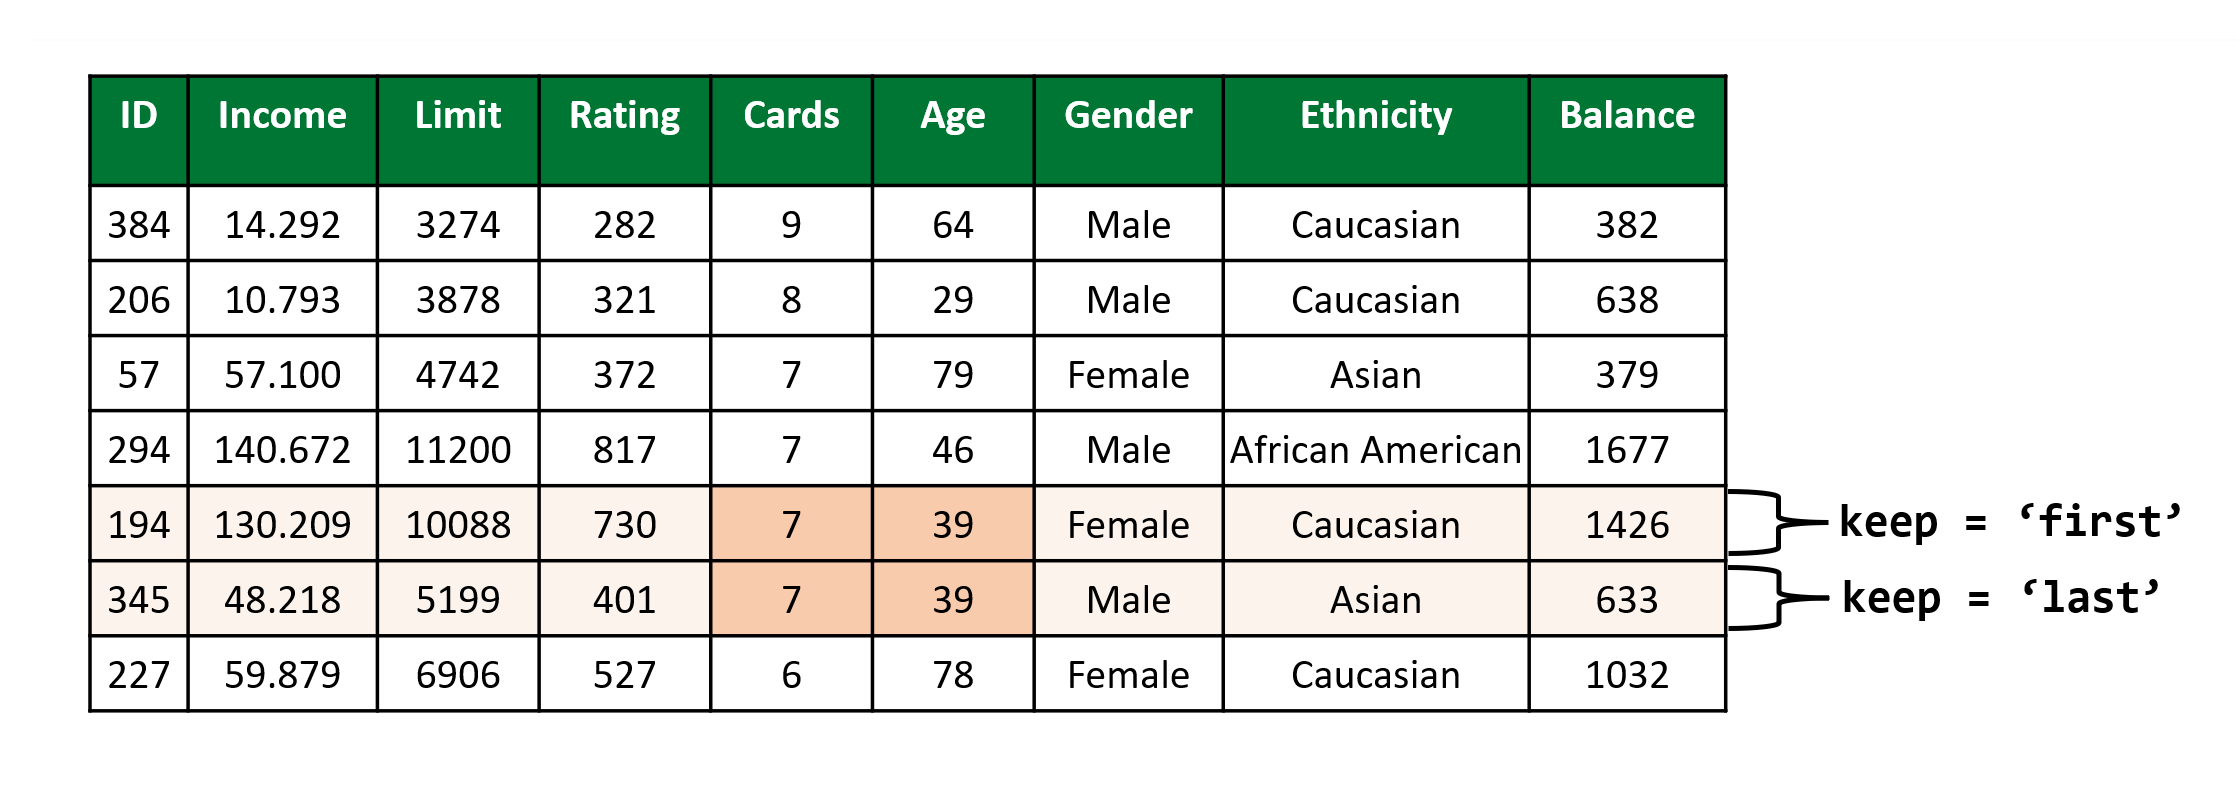 ID Income Limit Rating Cards Age Gender Ethnicity Balance
384 14.292 3274 282 9 64 Male Caucasian 382
206 10.793 3878 321 8 29 Male Caucasian 638
57 57.100 4742 372 7 79 Female Asian 379
294 140.672 11200 817 7 46 Male African American 1677
194 130.209 10088 730 7 39 Female Caucasian 1426 keep = ‘first’
345 48.218 5199 401 7 39 Male Asian 633 keep = ‘last’
227 59.879 6906 527 6 78 Female Caucasian 1032